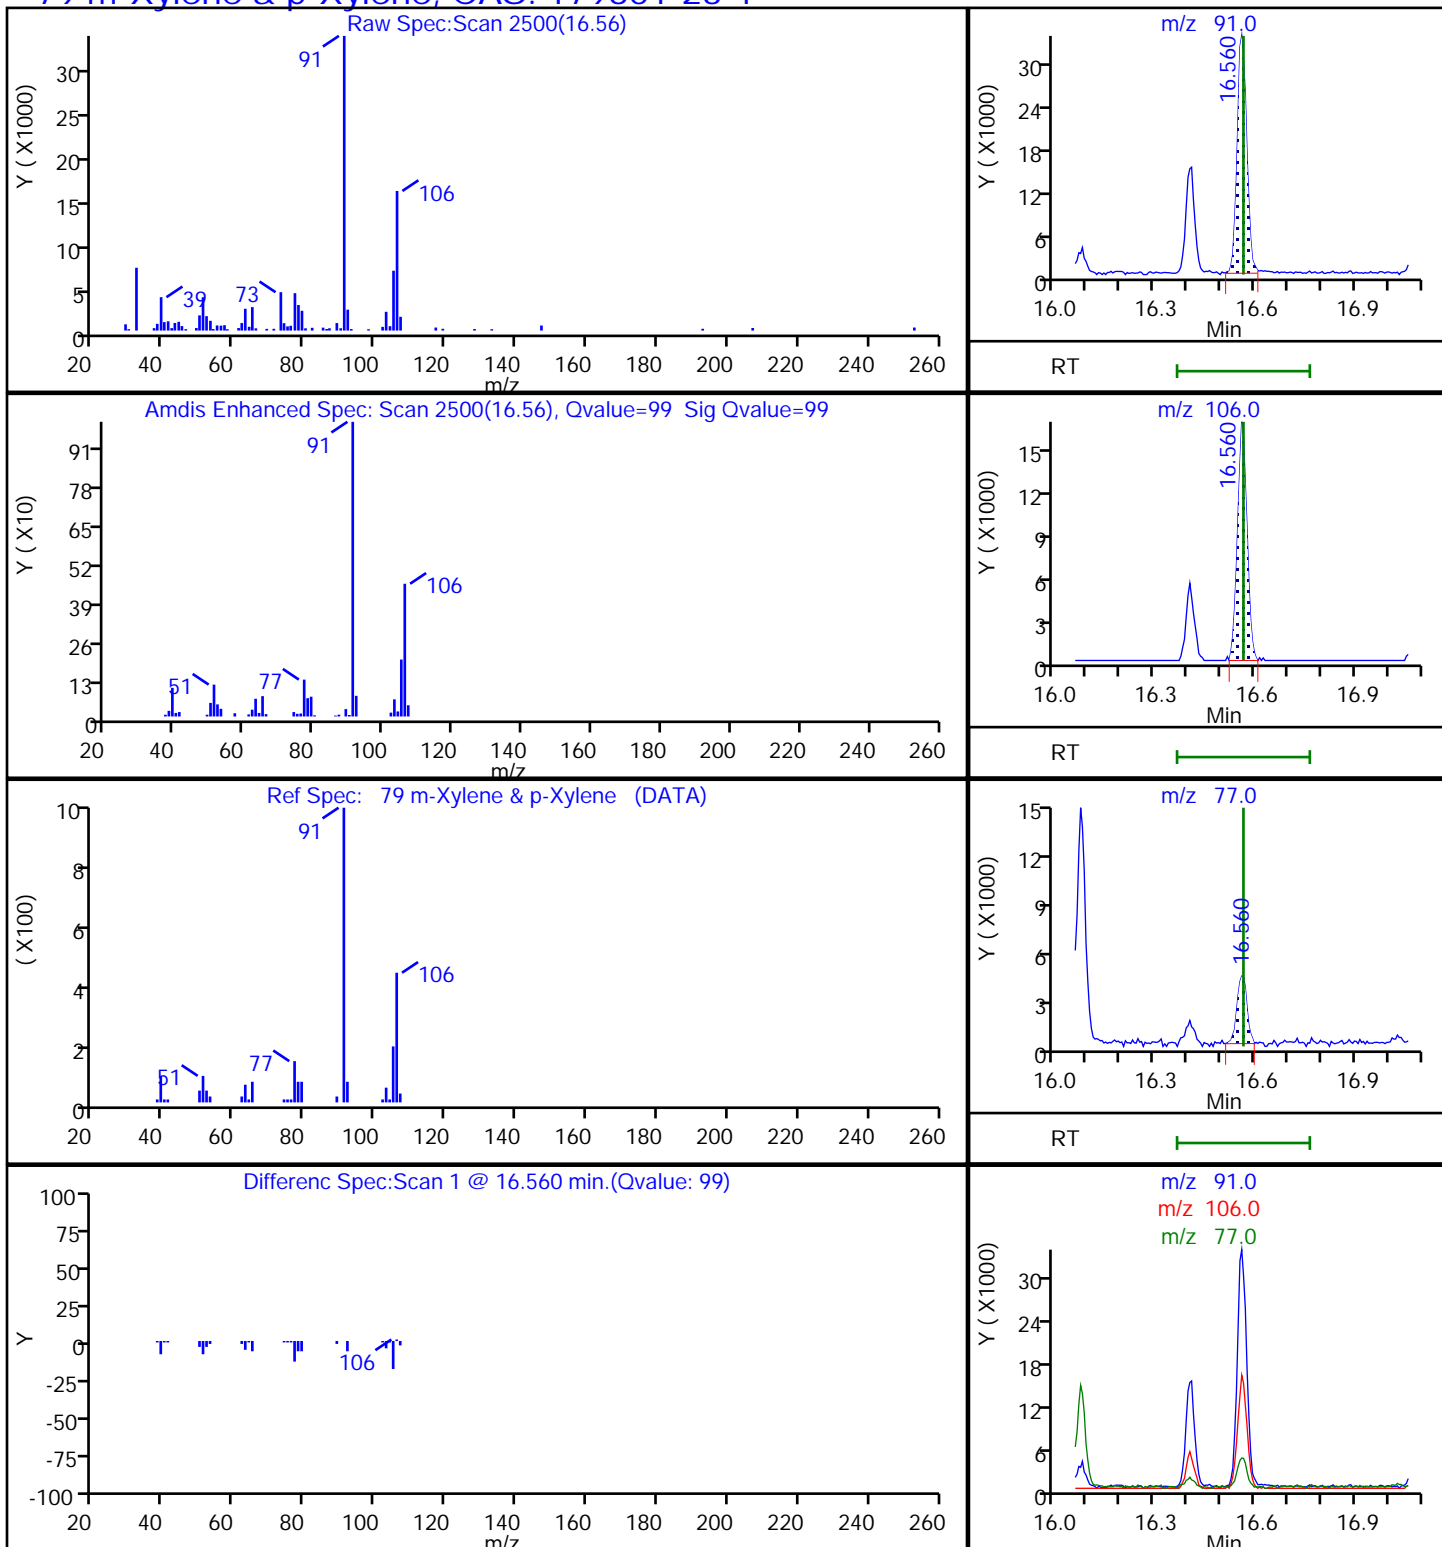 79 m-Xylene & p-Xylene, CAS: 179601-23-1
Raw Spec:Scan 2500(16.56)
Y ( X1000)
30
25
20
15
10
5
0
91
106
39
73
20 40 60 80 100 120 140 160 180 200 220 240 260
m/z
m/z 91.0
Y ( X1000)
30
24
18
12
6
0
16.560
16.0 16.3 16.6 16.9
Min
RT
Amdis Enhanced Spec: Scan 2500(16.56), Qvalue=99 Sig Qvalue=99
Y ( X10)
91
78
65
52
39
26
13
0
91
106
51
77
20 40 60 80 100 120 140 160 180 200 220 240 260
m/z
m/z 106.0
Y ( X1000)
15
12
9
6
3
0
16.560
16.0 16.3 16.6 16.9
Min
RT
Ref Spec: 79 m-Xylene & p-Xylene (DATA)
( X100)
10
8
6
4
2
0
91
106
51
77
20 40 60 80 100 120 140 160 180 200 220 240 260
m/z 77.0
Y ( X1000)
15
12
9
6
3
0
16.560
16.0 16.3 16.6 16.9
Min
RT
Differenc Spec:Scan 1 @ 16.560 min.(Qvalue: 99)
Y
100
75
50
25
0
-25
-50
-75
-100
106
20 40 60 80 100 120 140 160 180 200 220 240 260
m/z
m/z 91.0
m/z 106.0
m/z 77.0
Y ( X1000)
30
24
18
12
6
0
16.0 16.3 16.6 16.9
Min